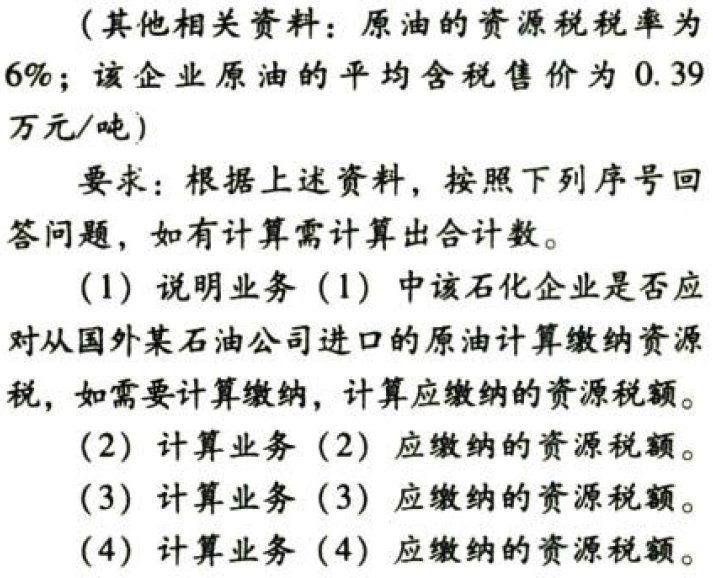 (其他相关资料：原油的资源税税率为
6%；该企业原油的平均含税售价为 0.39
万元/吨)
要求：根据上述资料，按照下列序号回
答问题，如有计算需计算出合计数。
(1) 说明业务 (1) 中该石化企业是否应
对从国外某石油公司进口的原油计算缴纳资源
税，如需要计算缴纳，计算应缴纳的资源税额。
(2) 计算业务 (2) 应缴纳的资源税额。
(3) 计算业务 (3) 应缴纳的资源税额。
(4) 计算业务 (4) 应缴纳的资源税额。